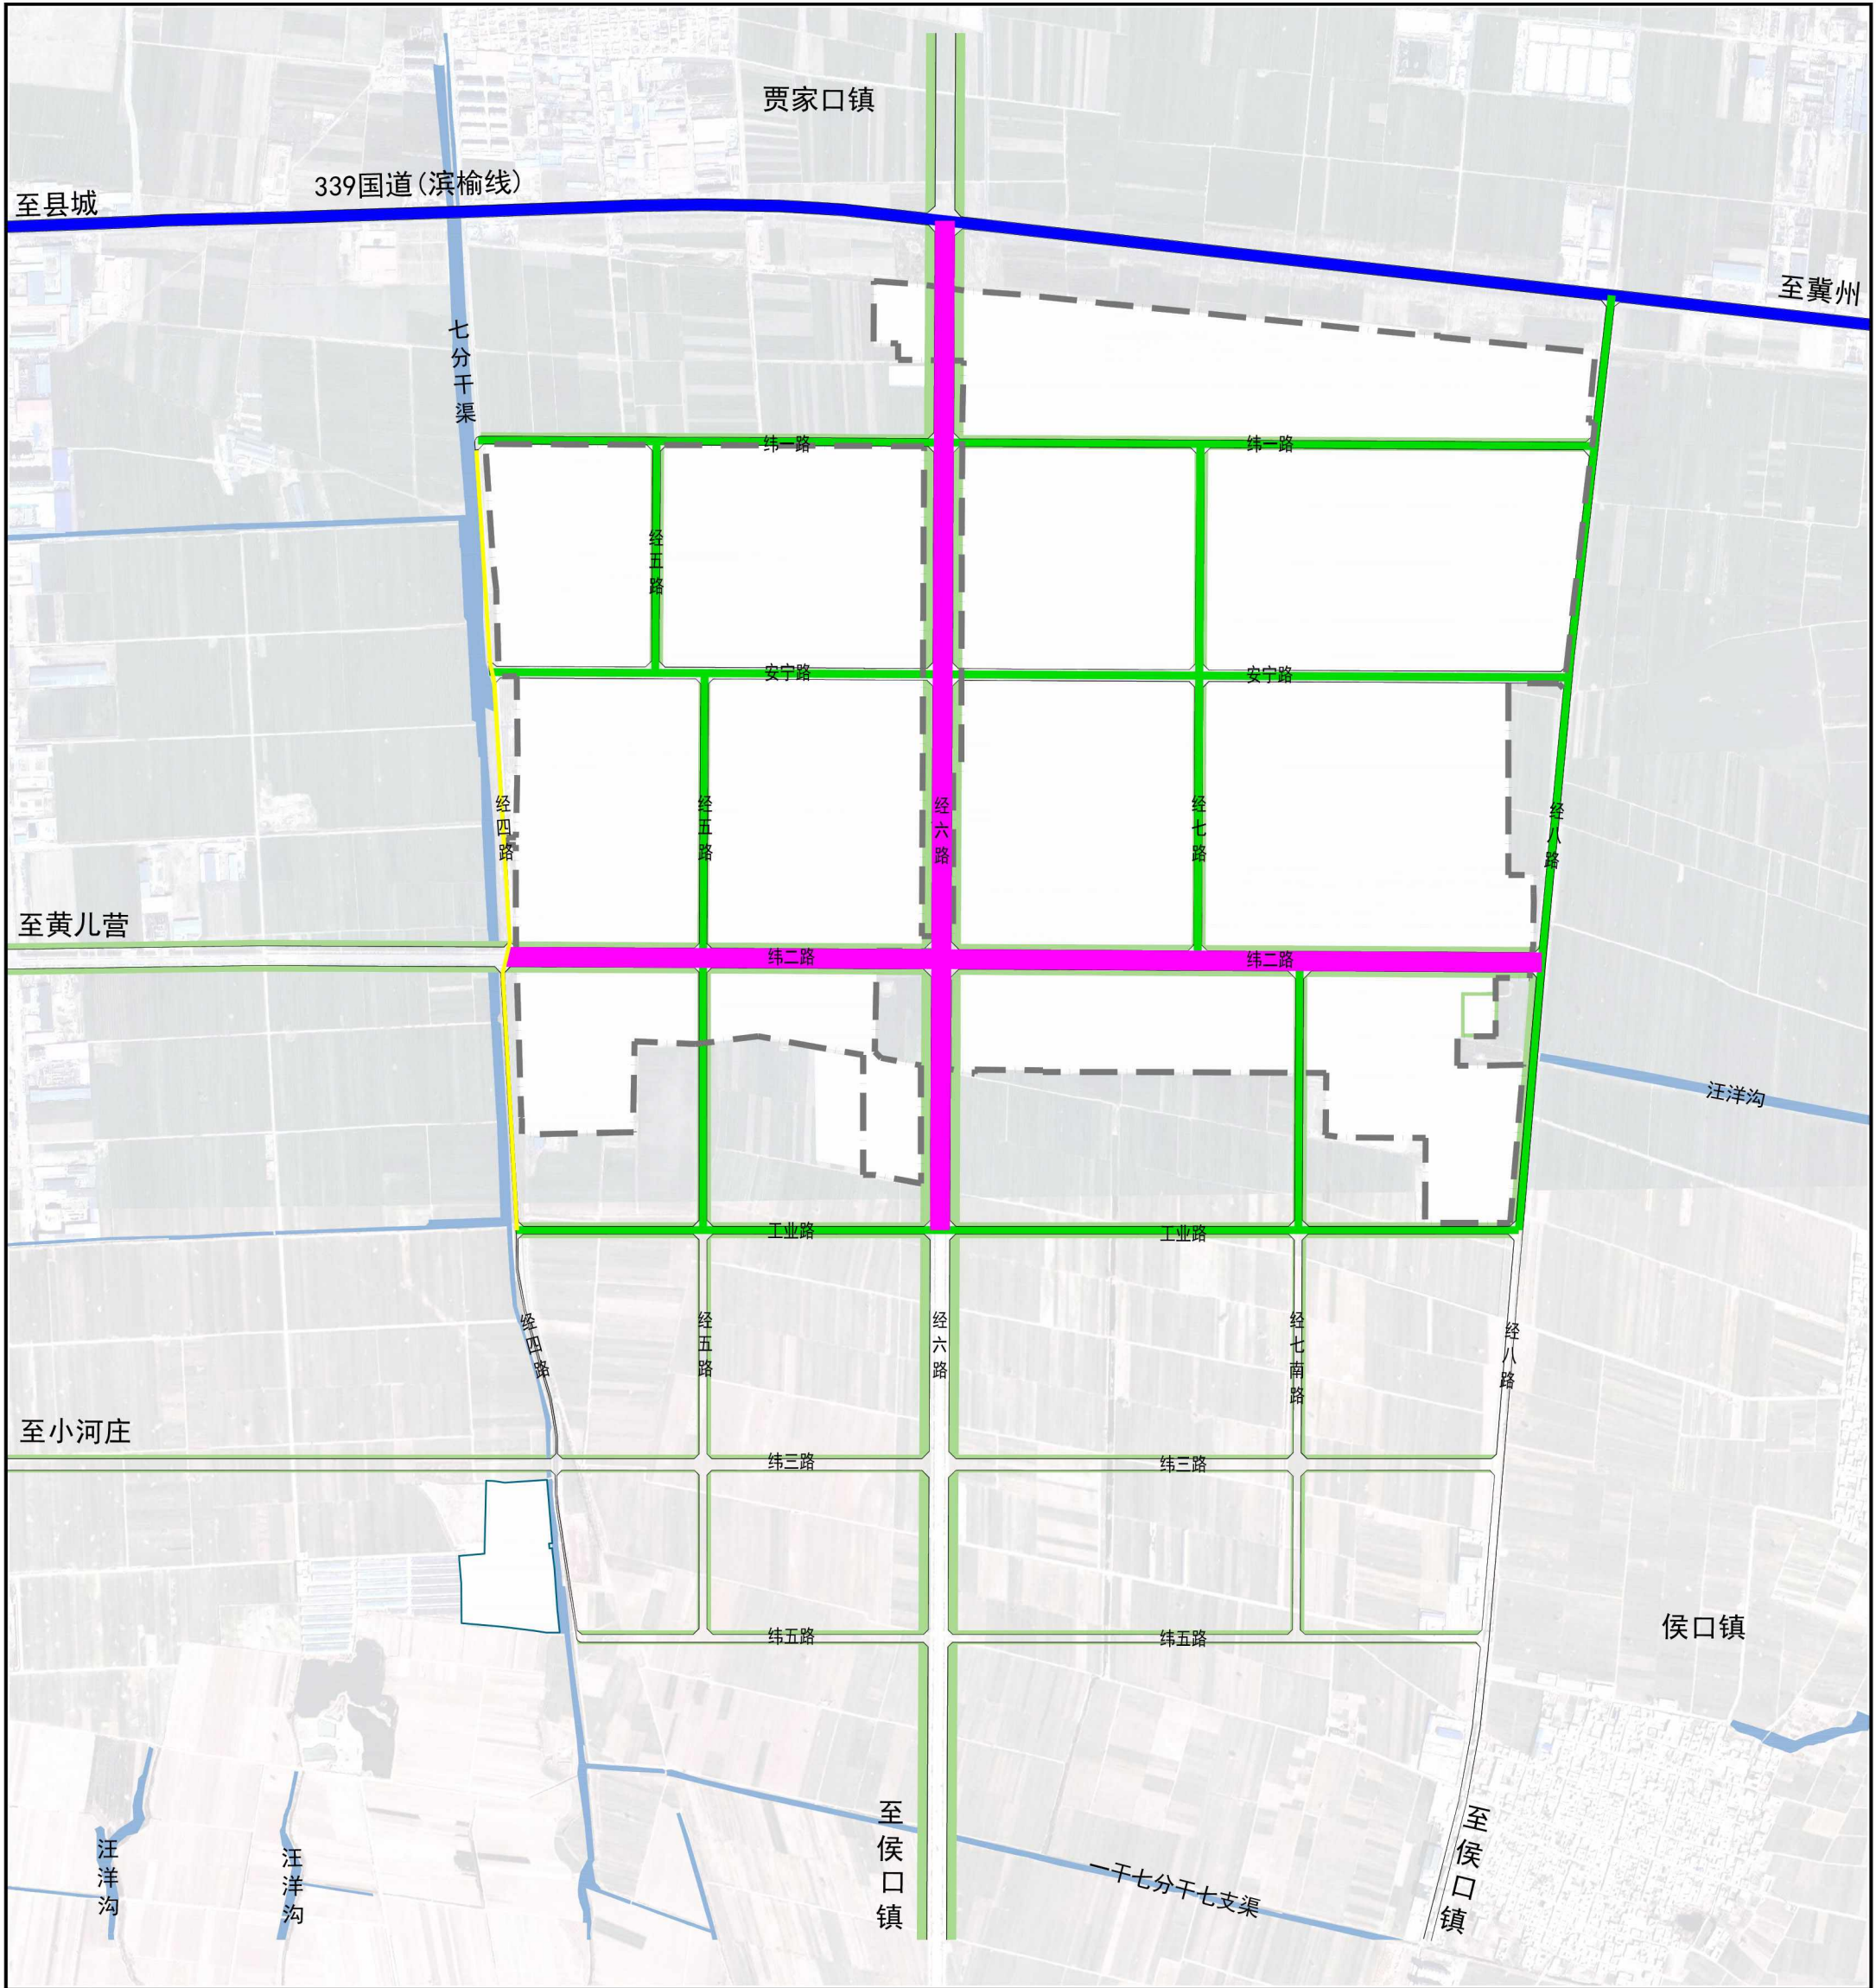 贾家口镇
339国道(滨榆线)
至县城
至冀州
七分干渠
纬一路
纬一路
经五路
安宁路
安宁路
经四路
经五路
经六路
经七路
经八路
至黄儿营
纬二路
纬二路
汪洋沟
工业路
工业路
经四路
经五路
经六路
经七南路
经八路
至小河庄
纬三路
纬三路
侯口镇
纬五路
纬五路
至侯口镇
至侯口镇
汪洋沟
汪洋沟
一干七分干七支渠